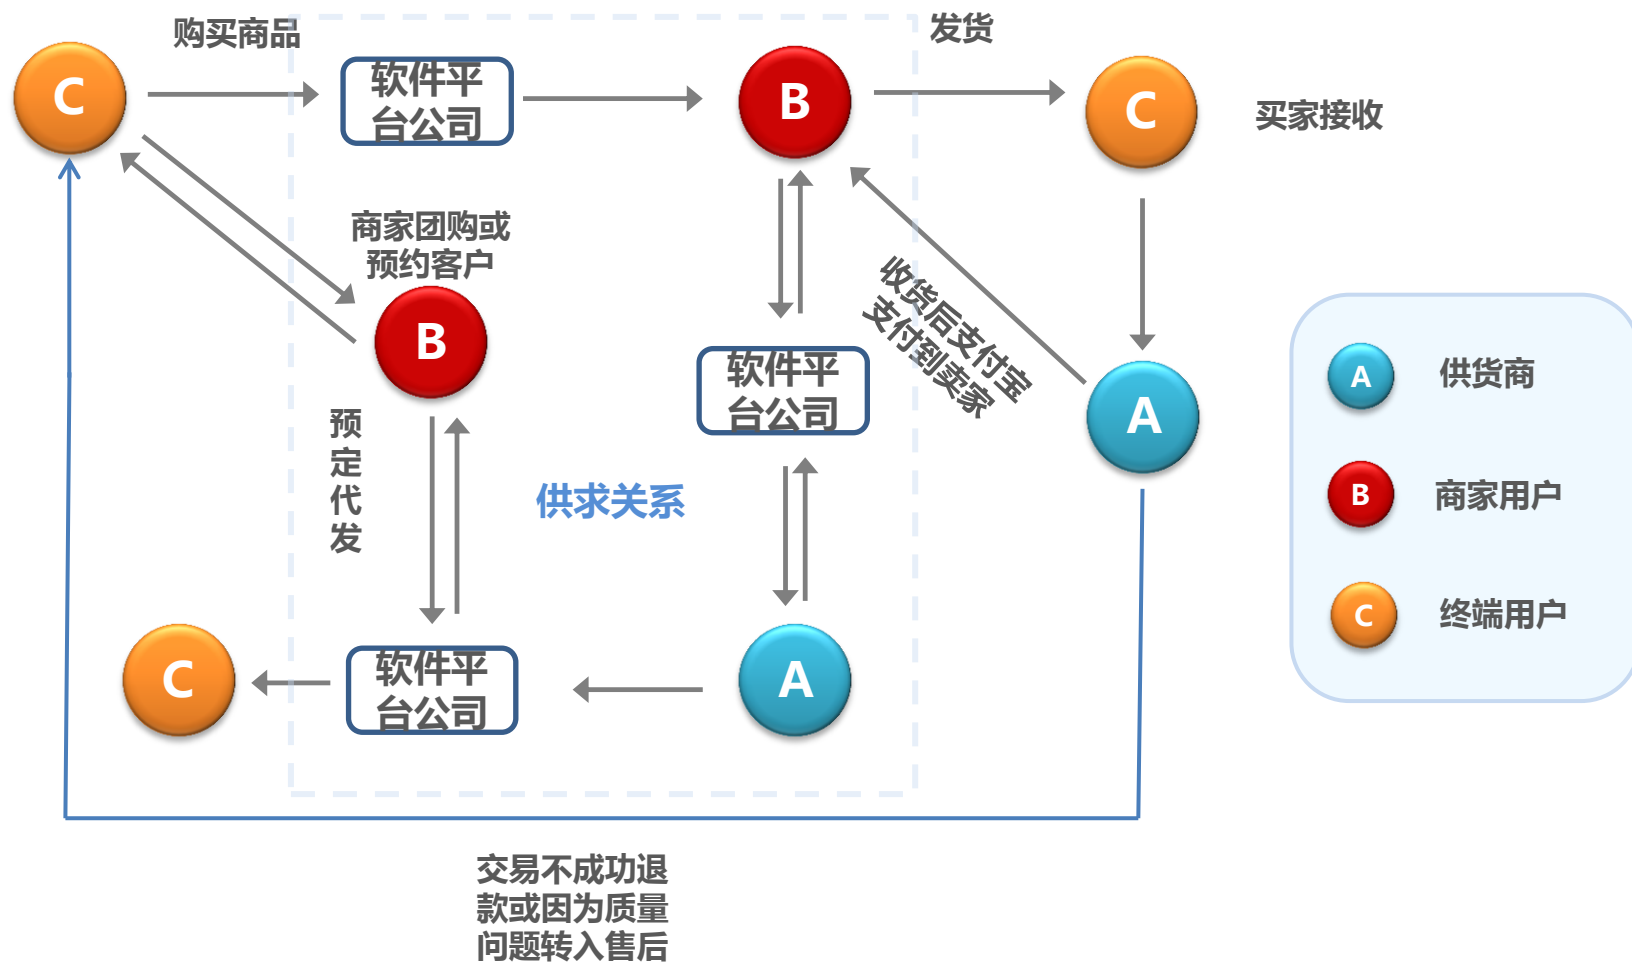 购买商品
发货
C
软件平
台公司
B
C
买家接收
商家团购或
预约客户
B
收货后支付宝
支付到卖家
软件平
台公司
A
A
供货商
预
定
代
发
供求关系
B
商家用户
C
终端用户
C
软件平
台公司
A
交易不成功退
款或因为质量
问题转入售后